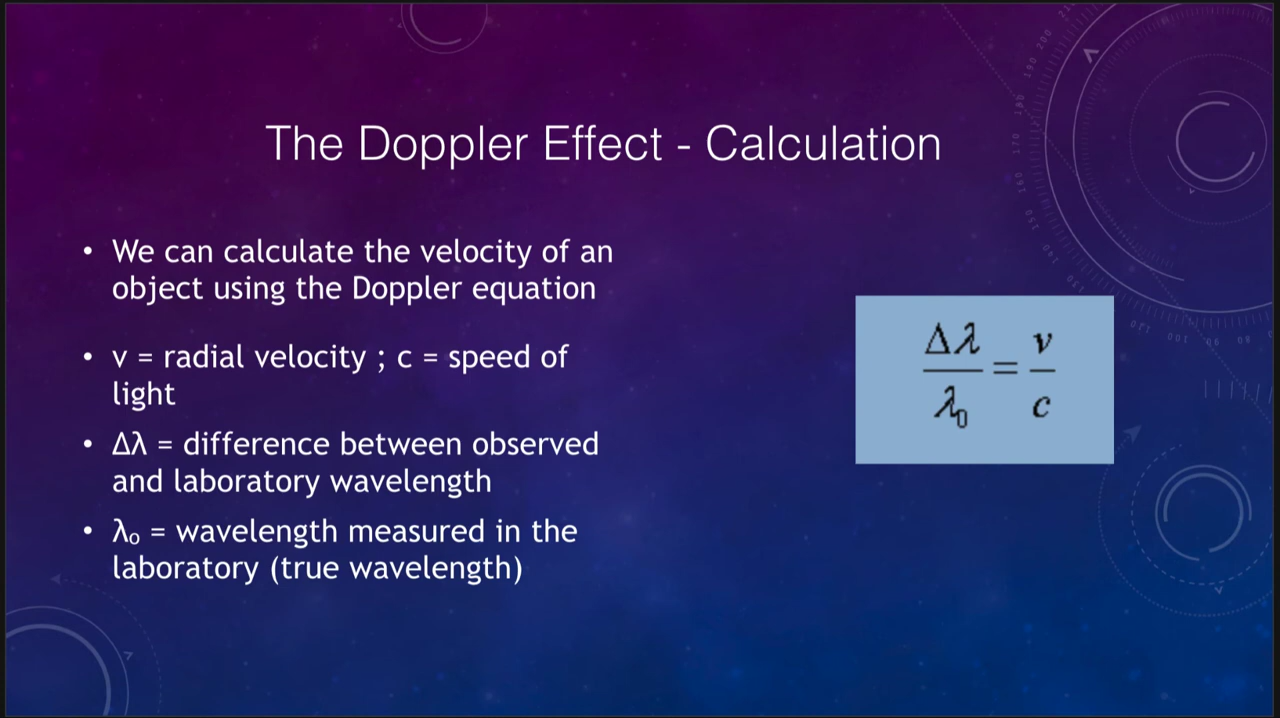 The Doppler Effect - Calculation
• We can calculate the velocity of an
object using the Doppler equation
• v = radial velocity ; c = speed of
light
• Δλ = difference between observed
and laboratory wavelength
• λ₀ = wavelength measured in the
laboratory (true wavelength)
Δλ/λ₀ = v/c